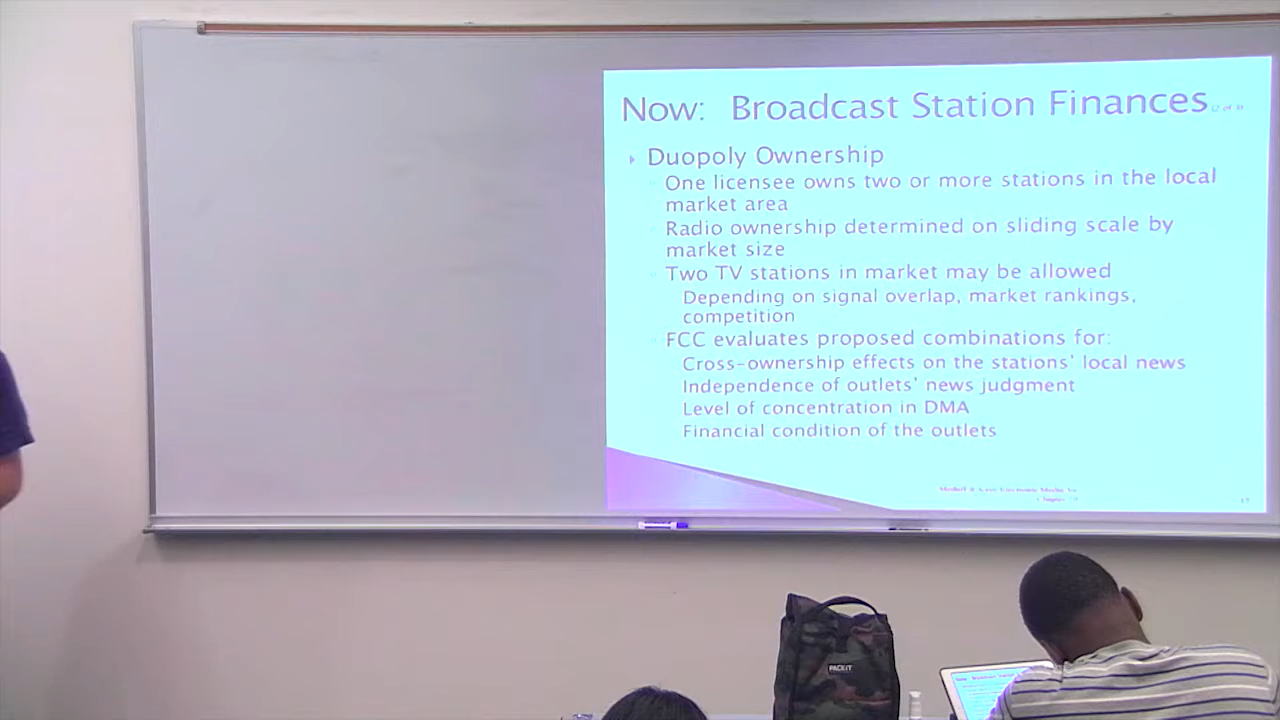 Now: Broadcast Station Finances
Duopoly Ownership
One licensee owns two or more stations in the local
market area
Radio ownership determined on sliding scale by
market size
Two TV stations in market may be allowed
Depending on signal overlap, market rankings,
competition
FCC evaluates proposed combinations for:
Cross-ownership effects on the stations' local news
Independence of outlets' news judgment
Level of concentration in DMA
Financial condition of the outlets
PACKIT